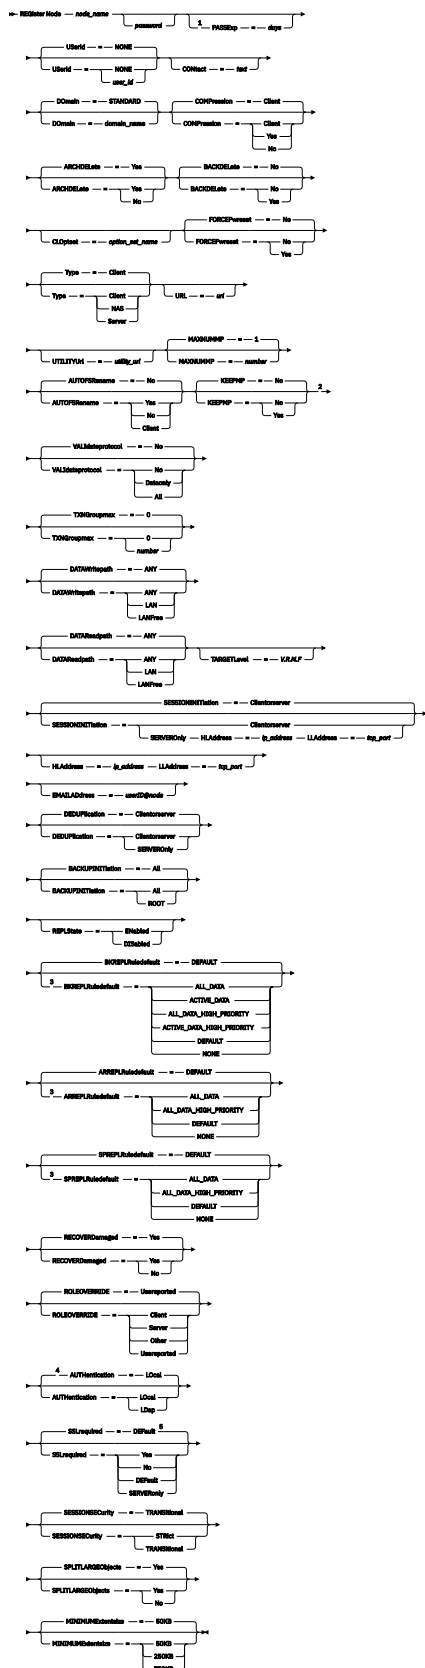 REGister Node — node_name
password
1
PASSExp — = — days
USerid — = — NONE
USerid — = — NONE
user_id
CONtact — = — text
DOmain — = — STANDARD
DOmain — = — domain_name
COMPression — = — Client
COMPression — = — Client
Yes
No
ARCHDELete — = — Yes
ARCHDELete — = — Yes
No
BACKDELete — = — No
BACKDELete — = — No
Yes
CLOptset — = — option_set_name
FORCEPwreset — = — No
FORCEPwreset — = — No
Yes
Type — = — Client
Type — = — Client
NAS
Server
URL — = — url
UTILITYUrl — = — utility_url
MAXNUMMP — = — 1
MAXNUMMP — = — number
AUTOFSRename — = — No
AUTOFSRename — = — Yes
No
Client
KEEPMP — = — No
KEEPMP — = — No
Yes
2
VALIdateprotocol — = — No
VALIdateprotocol — = — No
Dataonly
All
TXNGroupmax — = — 0
TXNGroupmax — = — 0
number
DATAWritepath — = — ANY
DATAWritepath — = — ANY
LAN
LANFree
DATAReadpath — = — ANY
DATAReadpath — = — ANY
LAN
LANFree
TARGETLevel — = — V.R.M.F
SESSIONINITiation — = — Clientorserver
SESSIONINITiation — = — Clientorserver
SERVEROnly HLAddress — = — ip_address LLAddress — = — tcp_port
HLAddress — = — ip_address LLAddress — = — tcp_port
EMAILADdress — = — userID@node
DEDUPlication — = — Clientorserver
DEDUPlication — = — Clientorserver
SERVEROnly
BACKUPINITiation — = — All
BACKUPINITiation — = — All
ROOT
REPLState — = — ENabled
DISabled
BKREPLRuledefault — = — DEFAULT
3
BKREPLRuledefault — = — ALL_DATA
ACTIVE_DATA
ALL_DATA_HIGH_PRIORITY
ACTIVE_DATA_HIGH_PRIORITY
DEFAULT
NONE
ARREPLRuledefault — = — DEFAULT
3
ARREPLRuledefault — = — ALL_DATA
ALL_DATA_HIGH_PRIORITY
DEFAULT
NONE
SPREPLRuledefault — = — DEFAULT
3
SPREPLRuledefault — = — ALL_DATA
ALL_DATA_HIGH_PRIORITY
DEFAULT
NONE
RECOVERDamaged — = — Yes
RECOVERDamaged — = — Yes
No
ROLEOVERRIDE — = — Usereported
ROLEOVERRIDE — = — Client
Server
Other
Usereported
4
AUTHentication — = — LOcal
AUTHentication — = — LOcal
LDap
SSLrequired — = — DEFault 5
SSLrequired — = — Yes
No
DEFault
SERVERonly
SESSIONSECurity — = — TRANSitional
SESSIONSECurity — = — STRict
TRANSitional
SPLITLARGEObjects — = — Yes
SPLITLARGEObjects — = — Yes
No
MINIMUMExtentsize — = — 50KB
MINIMUMExtentsize — = — 50KB
250KB